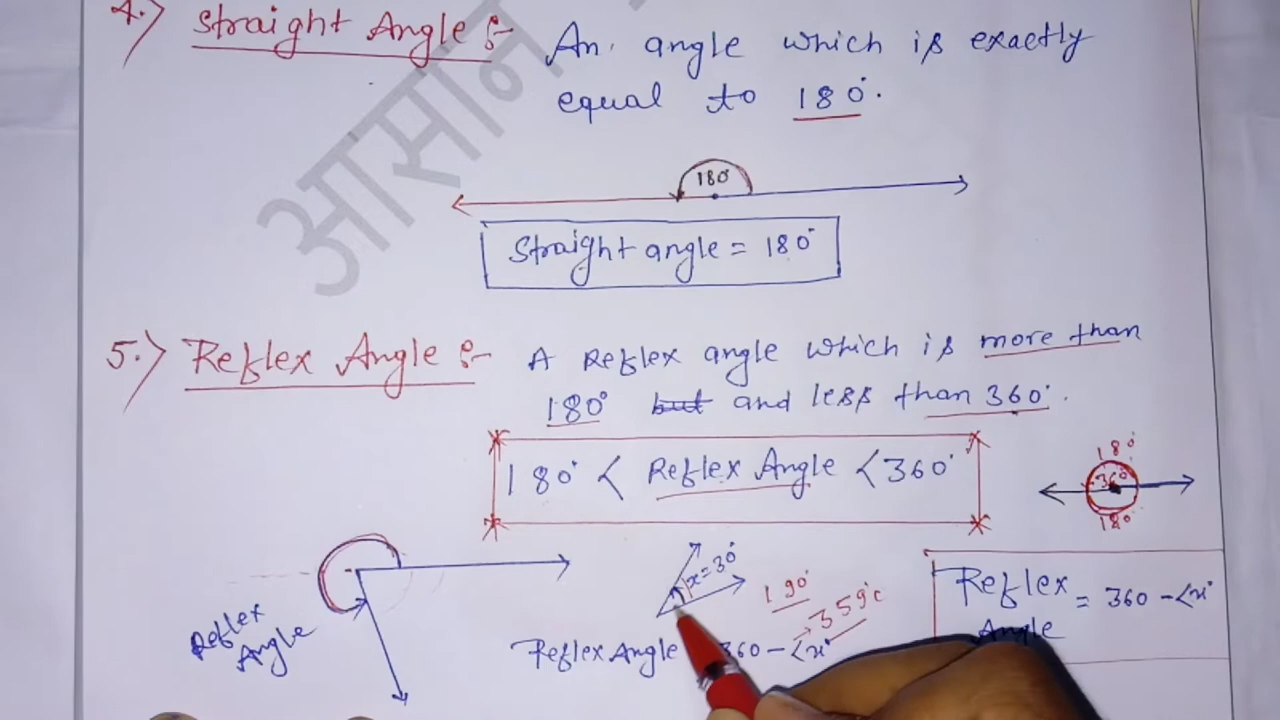 4.) Straight Angle :- An angle which is exactly
equal to 180°.
180°
Straight angle = 180°
5.) Reflex Angle :- A Reflex angle which is more than
180° but and less than 360°.
180° < Reflex Angle < 360°
180°
360°
180°
x = 30°
190°
→ 359°
Reflex
Angle
Reflex Angle 360 - <x°
Reflex
Angle = 360 - <x°
आसान